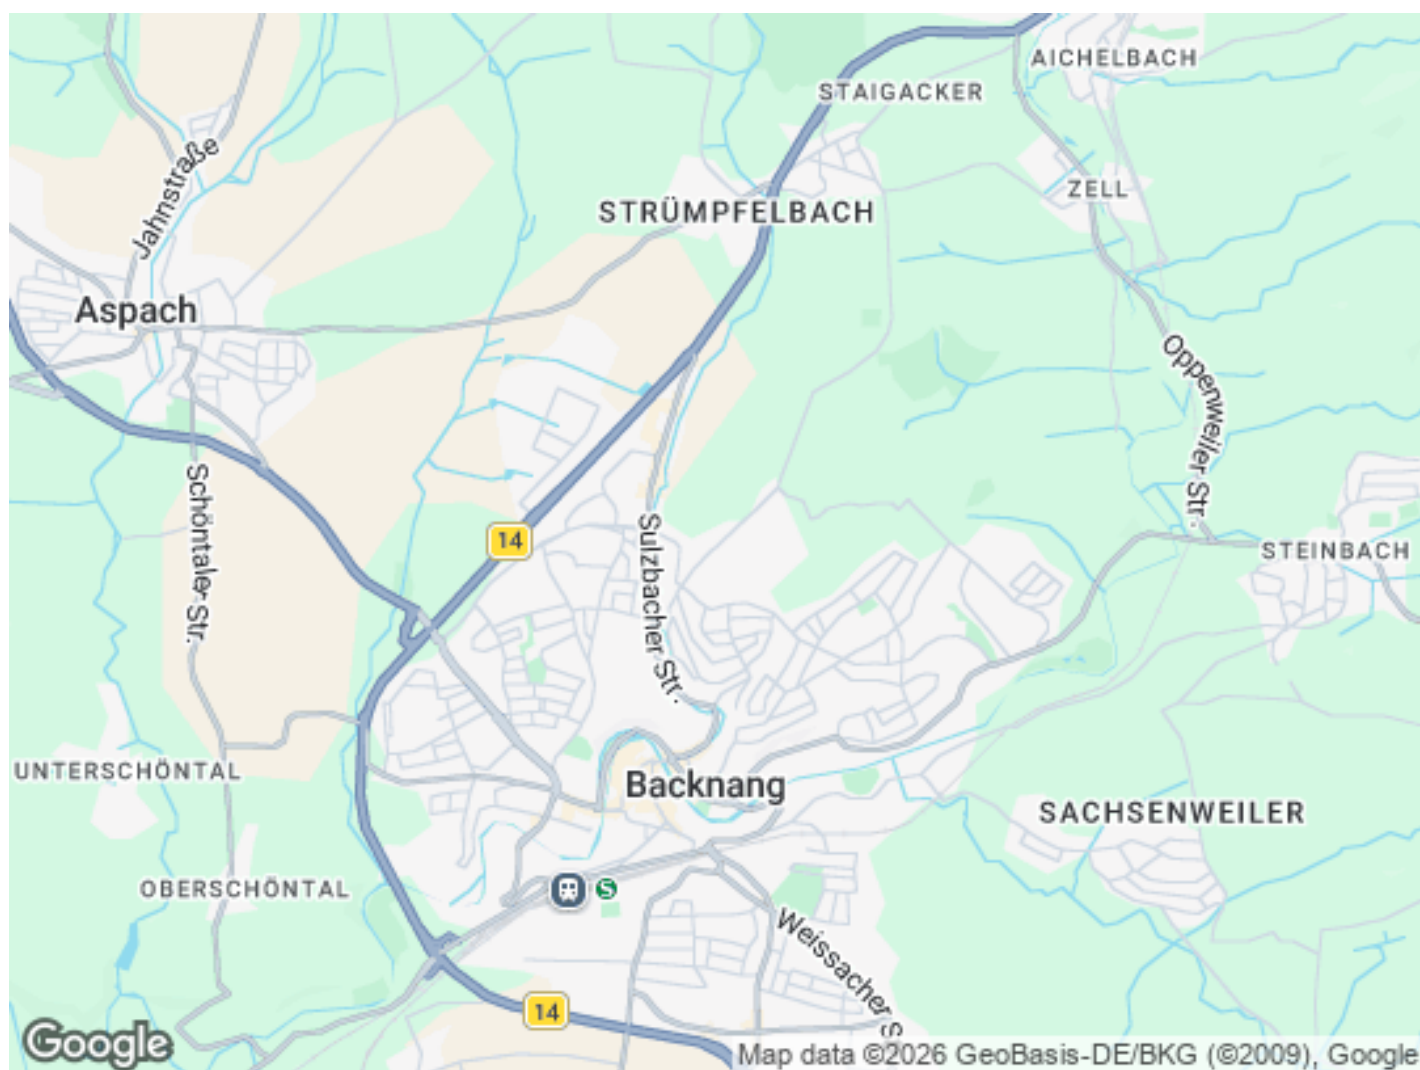 AICHELBACH
STAIGACKER
Jahnstraße
ZELL
STRÜMPFELBACH
Aspach
Oppenweiler Str.
Schöntaler Str.
14
Sulzbacher Str.
STEINBACH
UNTERSCHÖNTAL
Backnang
SACHSENWEILER
OBERSCHÖNTAL
S
Weissacher S
14
Google
Map data ©2026 GeoBasis-DE/BKG (©2009), Google